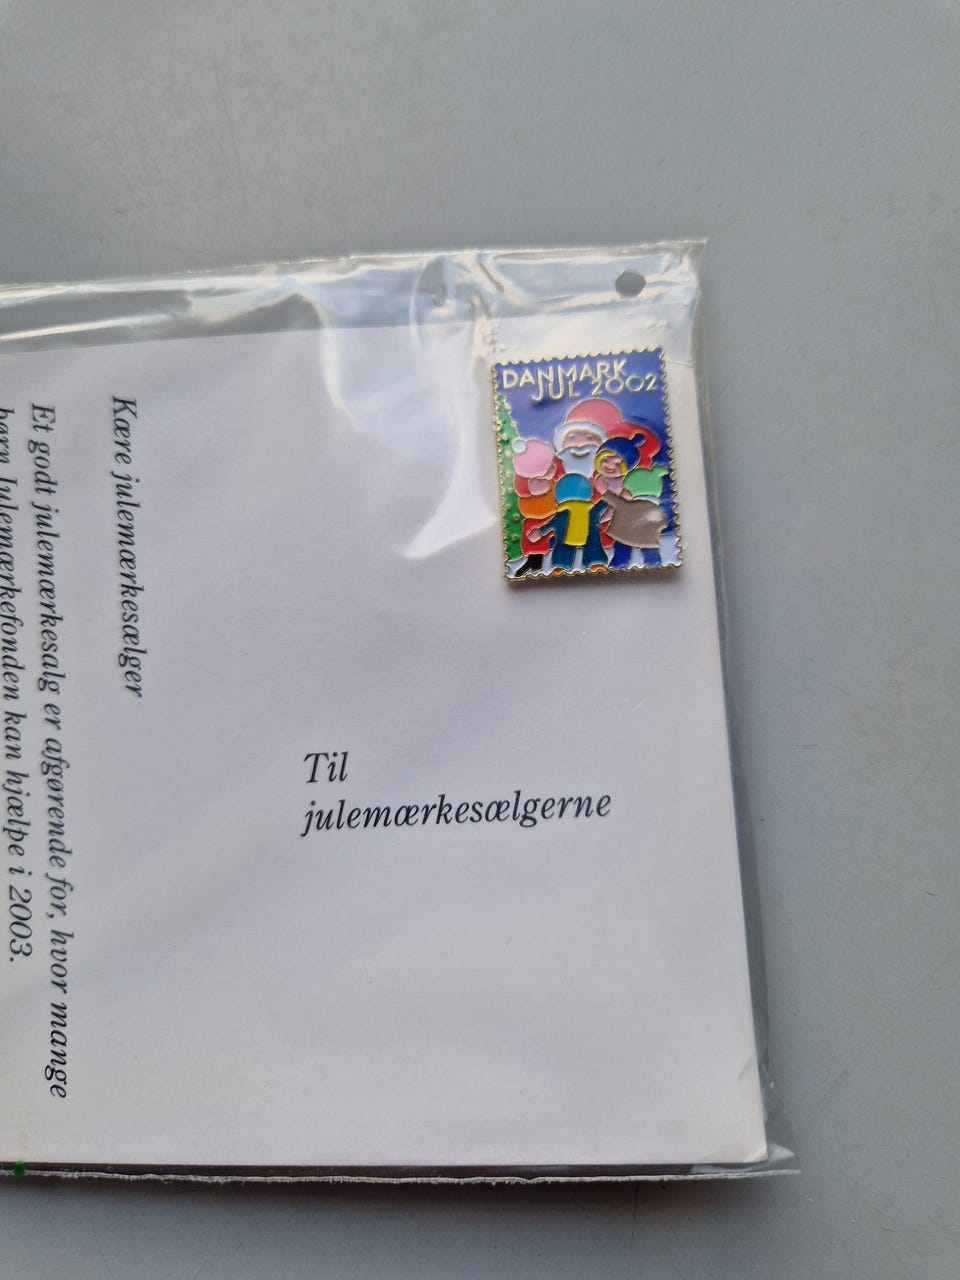 DANMARK
JUL 2002
Til
julemærkesælgerne
Kære julemærkesælger
Et godt julemærkesalg er afgørende for, hvor mange
børn Julemærkefonden kan hjælpe i 2003.